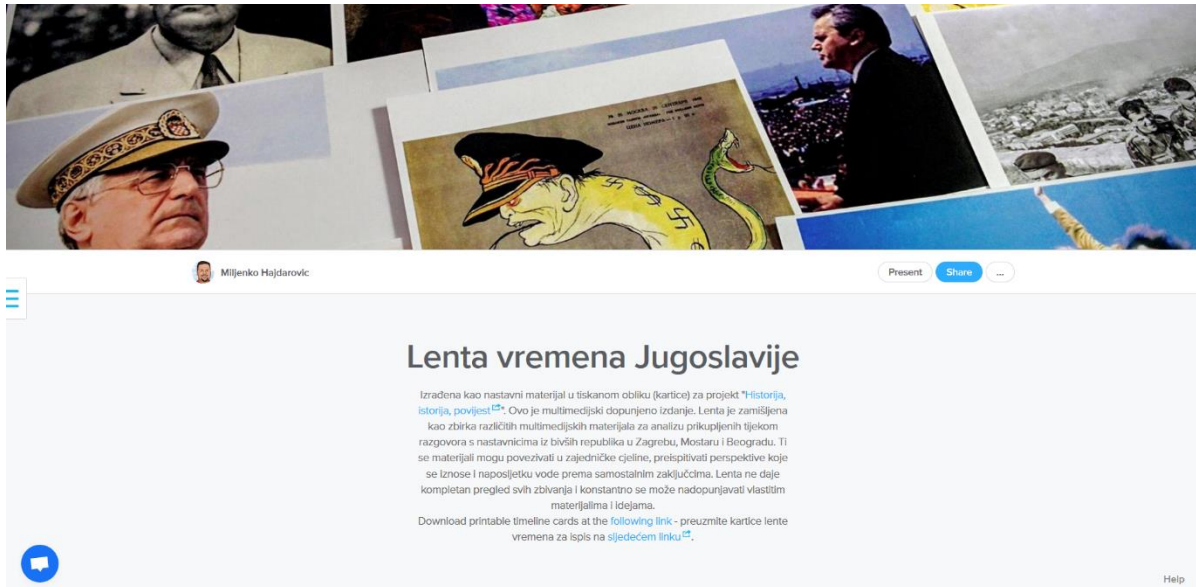 ЦЕНА НОМЕРА — 1 р. 20 к.
Miljenko Hajdarovic
Present
Share
...
Lenta vremena Jugoslavije
Izrađena kao nastavni materijal u tiskanom obliku (kartice) za projekt "Historija,
istorija, povijest". Ovo je multimedijski dopunjeno izdanje. Lenta je zamišljena
kao zbirka različitih multimedijskih materijala za analizu prikupljenih tijekom
razgovora s nastavnicima iz bivših republika u Zagrebu, Mostaru i Beogradu. Ti
se materijali mogu povezivati u zajedničke cjeline, preispitivati perspektive koje
se iznose i naposljetku vode prema samostalnim zaključcima. Lenta ne daje
kompletan pregled svih zbivanja i konstantno se može nadopunjavati vlastitim
materijalima i idejama.
Download printable timeline cards at the following link - preuzmite kartice lente
vremena za ispis na sljedećem linku.
Help